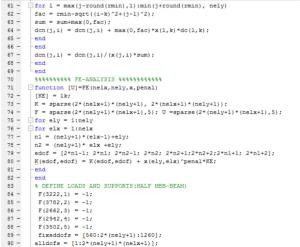 61 for l = max(j-round(rmin),1):min(j+round(rmin), nely)
62 fac = rmin-sqrt((i-k)^2+(j-l)^2);
63 sum = sum+max(0,fac);
64 dcn(j,i) = dcn(j,i) + max(0,fac)*x(l,k)*dc(l,k);
65 end
66 end
67 dcn(j,i) = dcn(j,i)/(x(j,i)*sum);
68 end
69 end
70 %%%%%%%%%% FE-ANALYSIS %%%%%%%%%%%%
71 function [U]=FE(nelx,nely,x,penal)
72 [KE] = lk;
73 K = sparse(2*(nelx+1)*(nely+1), 2*(nelx+1)*(nely+1));
74 F = sparse(2*(nely+1)*(nelx+1),5); U =sparse(2*(nely+1)*(nelx+1),5);
75 for ely = 1:nely
76 for elx = 1:nelx
77 n1 = (nely+1)*(elx-1)+ely;
78 n2 = (nely+1)* elx +ely;
79 edof = [2*n1-1; 2*n1; 2*n2-1; 2*n2; 2*n2+1;2*n2+2;2*n1+1; 2*n1+2];
80 K(edof,edof) = K(edof,edof) + x(ely,elx)^penal*KE;
81 end
82 end
83 % DEFINE LOADS AND SUPPORTS(HALF MBB-BEAM)
84 F(3222,1) = -1;
85 F(3782,2) = -1;
86 F(2662,3) = -1;
87 F(2942,4) = -1;
88 F(3502,5) = -1;
89 fixeddofs = [560:2*(nely+1):1260];
90 alldofs = [1:2*(nely+1)*(nelx+1)];